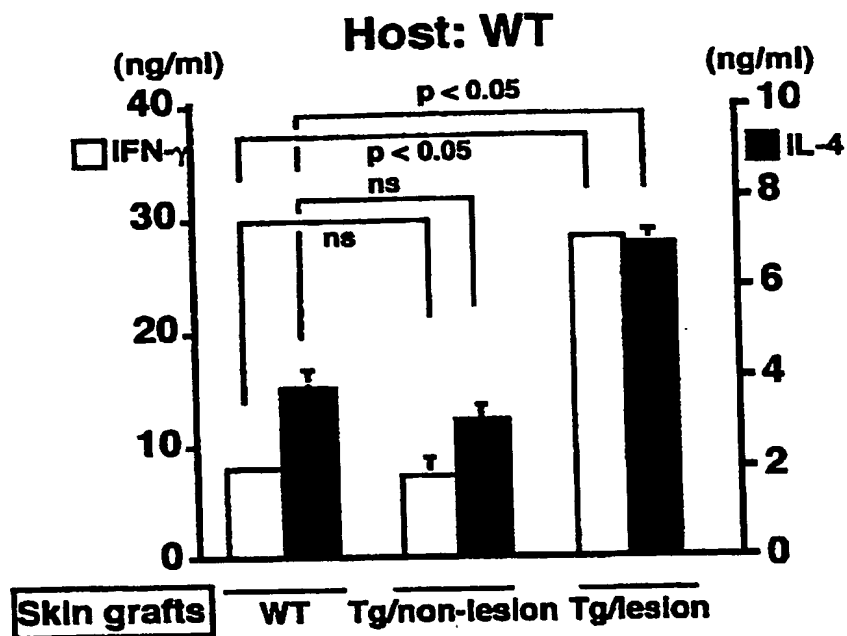 Host: WT
(ng/ml) (ng/ml)
p < 0.05
40 10
IFN-γ IL-4
p < 0.05
ns
30 8
ns
20 6
4
10 2
0 0
Skin grafts WT Tg/non-lesion Tg/lesion